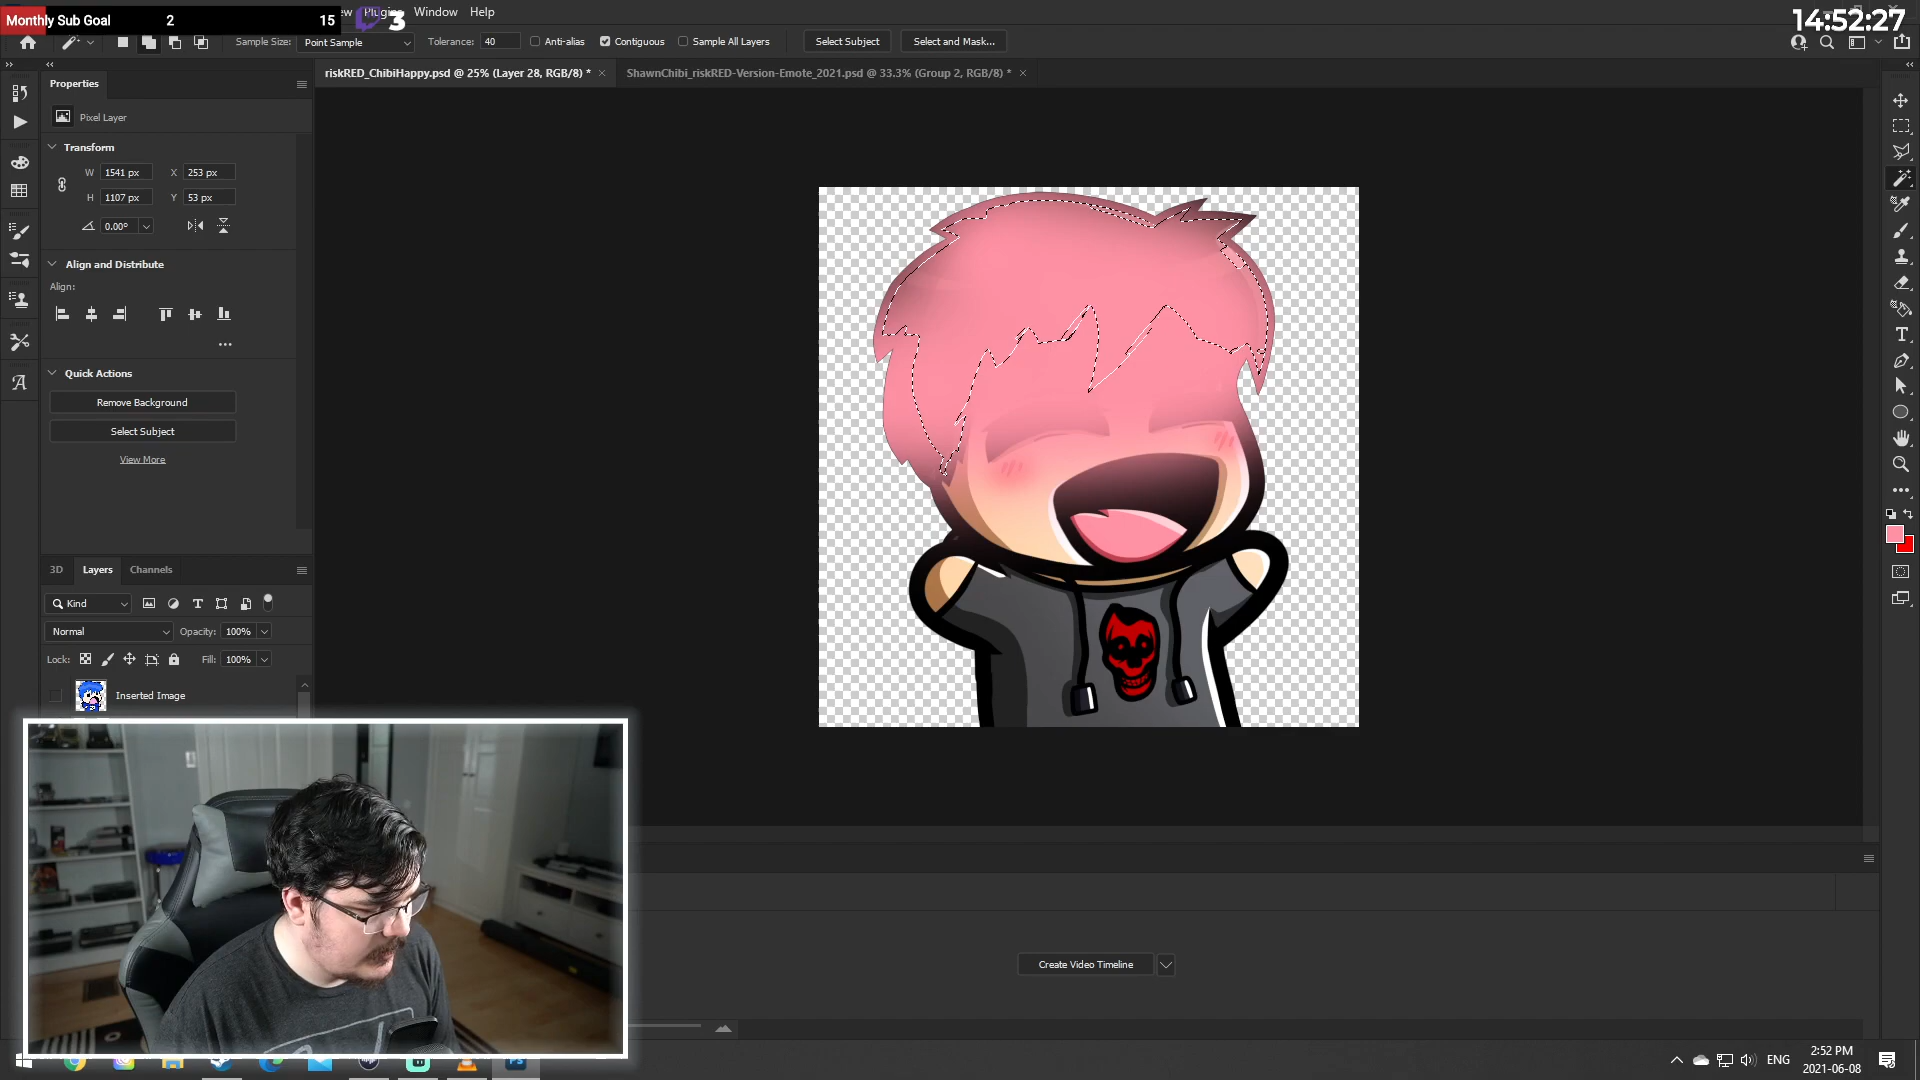 Monthly Sub Goal 2 15
3
Plugins Window Help
14:52:27
Sample Size: Point Sample Tolerance: 40 Anti-alias Contiguous Sample All Layers Select Subject Select and Mask...
riskRED_ChibiHappy.psd @ 25% (Layer 28, RGB/8) * ×
ShawnChibi_riskRED-Version-Emote_2021.psd @ 33.3% (Group 2, RGB/8) * ×
Properties
Pixel Layer
Transform
W 1541 px X 253 px
H 1107 px Y 53 px
0.00°
Align and Distribute
Align:
Quick Actions
Remove Background
Select Subject
View More
3D Layers Channels
Kind
Normal Opacity: 100%
Lock: Fill: 100%
Inserted Image
Create Video Timeline
ENG
2:52 PM
2021-06-08